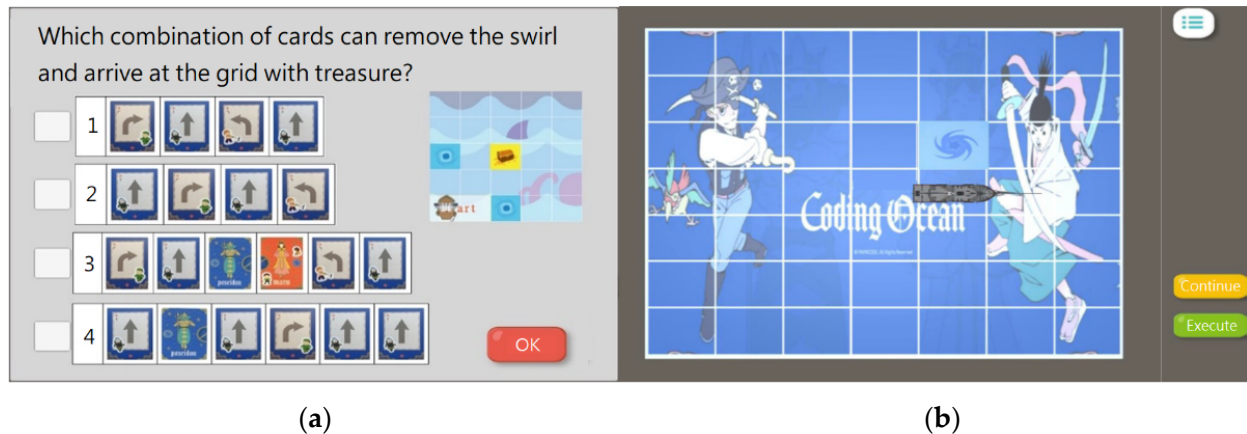 Which combination of cards can remove the swirl
and arrive at the grid with treasure?
1
2
3
poseidon
mazu
4
poseidon
OK
Coding Ocean
Continue
Execute
(a)
(b)